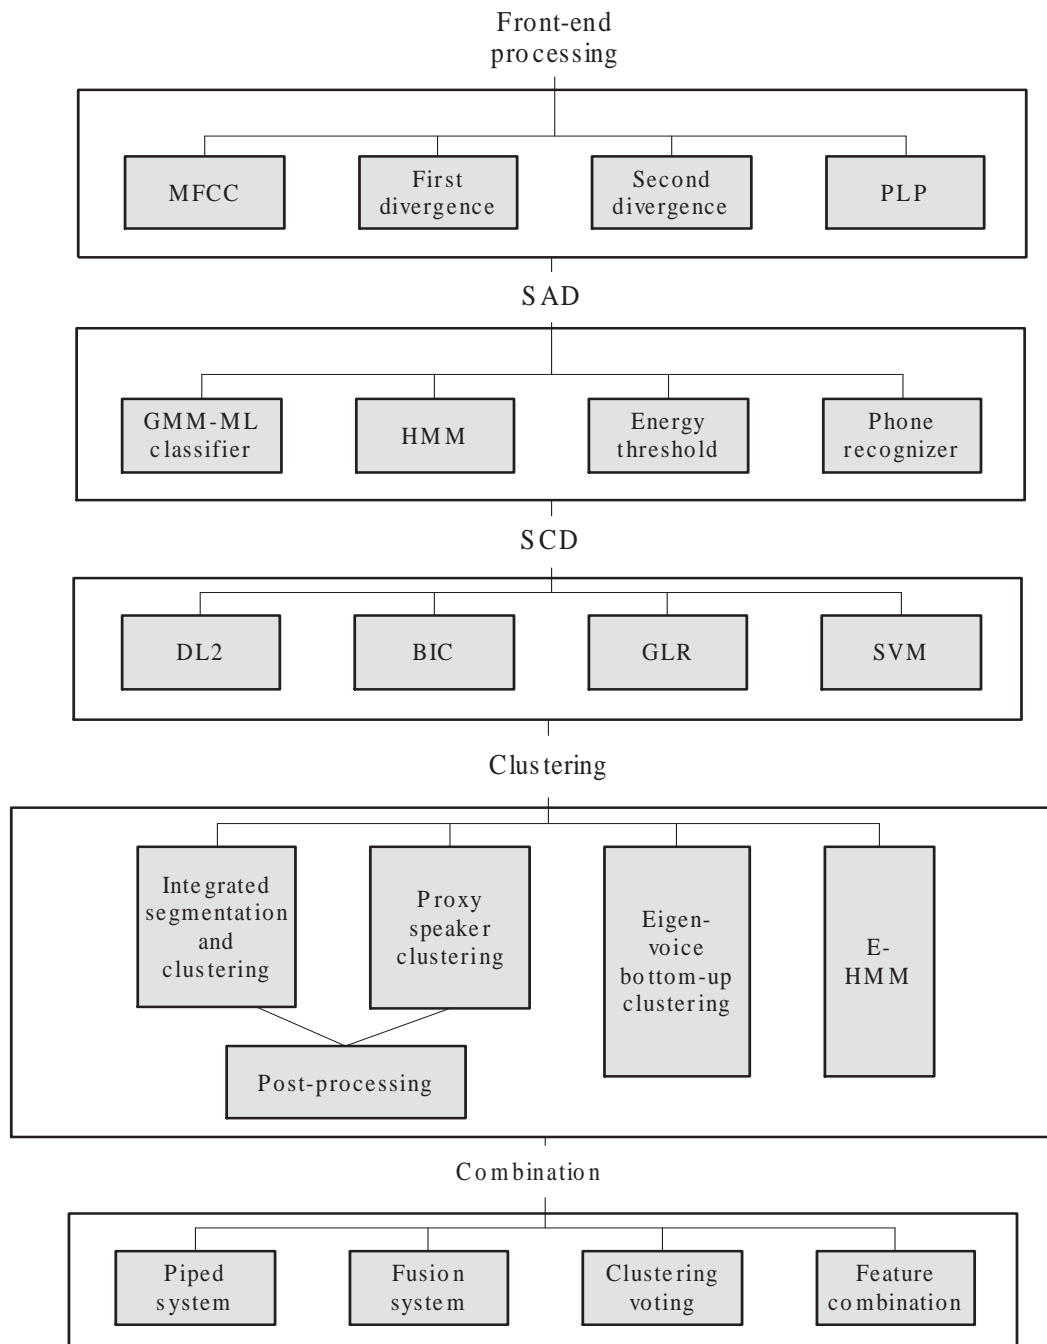 Front-end
processing
MFCC
First
divergence
Second
divergence
PLP
SAD
GMM-ML
classifier
HMM
Energy
threshold
Phone
recognizer
SCD
DL2
BIC
GLR
SVM
Clustering
Integrated
segmentation
and
clustering
Proxy
speaker
clustering
Eigen-
voice
bottom-up
clustering
E-
HMM
Post-processing
Combination
Piped
system
Fusion
system
Clustering
voting
Feature
combination